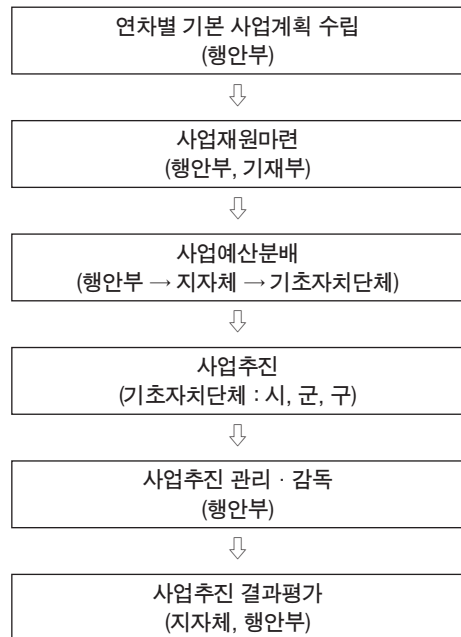 연차별 기본 사업계획 수립
(행안부)
사업재원마련
(행안부, 기재부)
사업예산분배
(행안부 → 지자체 → 기초자치단체)
사업추진
(기초자치단체 : 시, 군, 구)
사업추진 관리 · 감독
(행안부)
사업추진 결과평가
(지자체, 행안부)